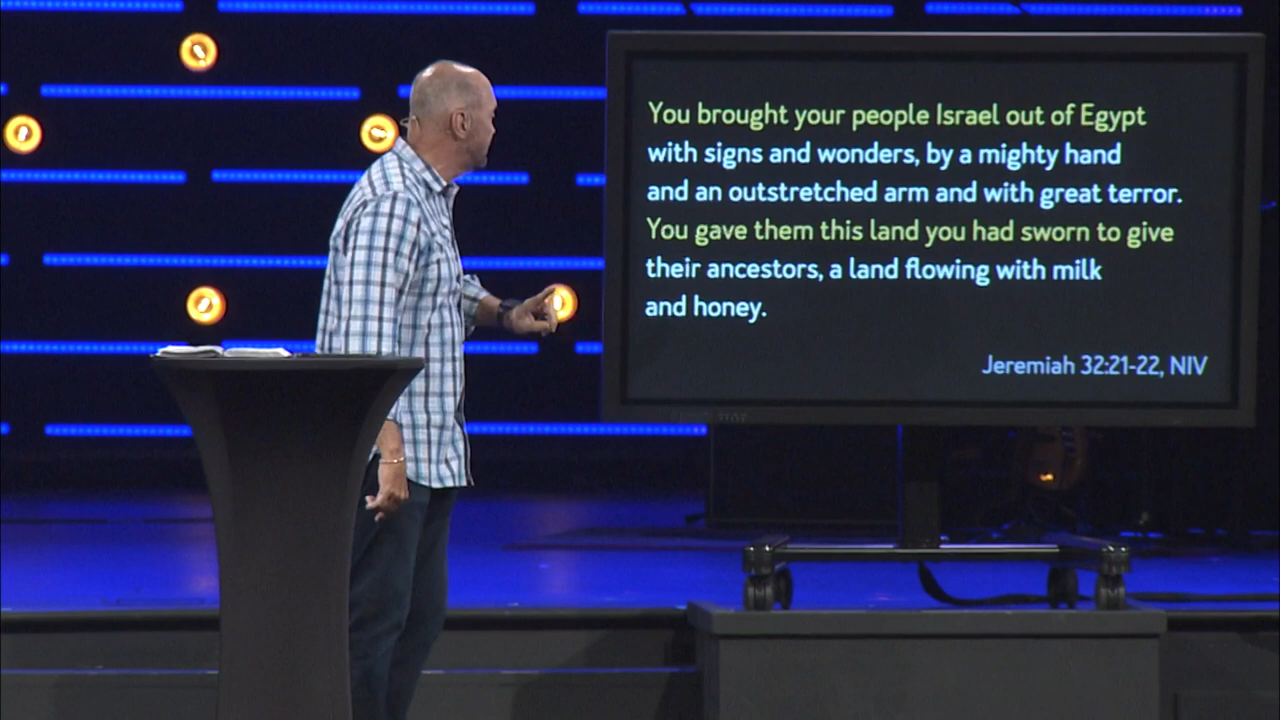 You brought your people Israel out of Egypt
with signs and wonders, by a mighty hand
and an outstretched arm and with great terror.
You gave them this land you had sworn to give
their ancestors, a land flowing with milk
and honey.
Jeremiah 32:21-22, NIV